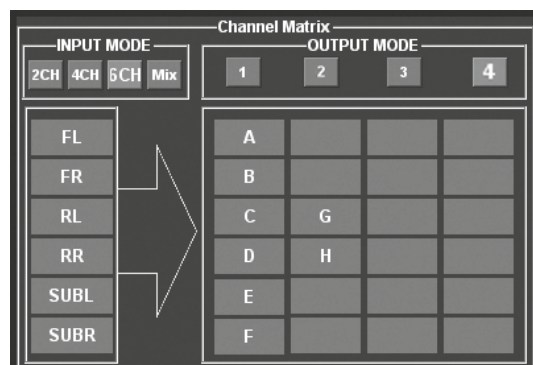 Channel Matrix
INPUT MODE
OUTPUT MODE
2CH 4CH 6CH Mix
1 2 3 4
FL A
FR B
RL C G
RR D H
SUBL E
SUBR F